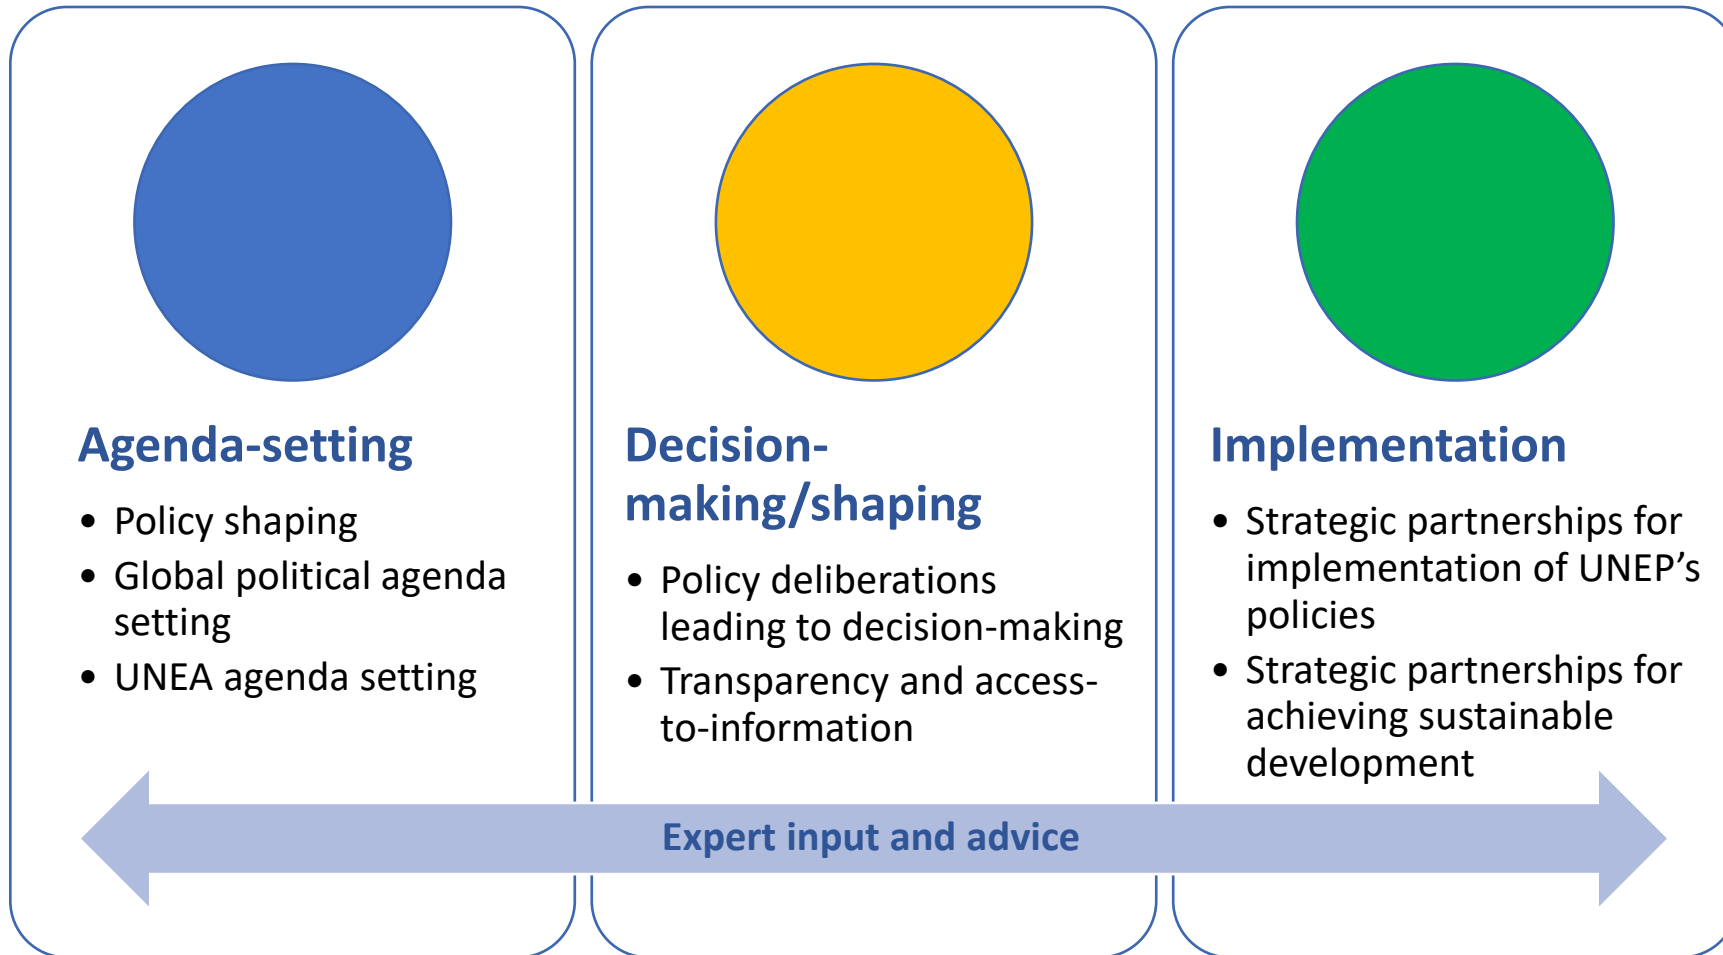 Agenda-setting
• Policy shaping
• Global political agenda
setting
• UNEA agenda setting
Decision-
making/shaping
• Policy deliberations
leading to decision-making
• Transparency and access-
to-information
Implementation
• Strategic partnerships for
implementation of UNEP’s
policies
• Strategic partnerships for
achieving sustainable
development
Expert input and advice